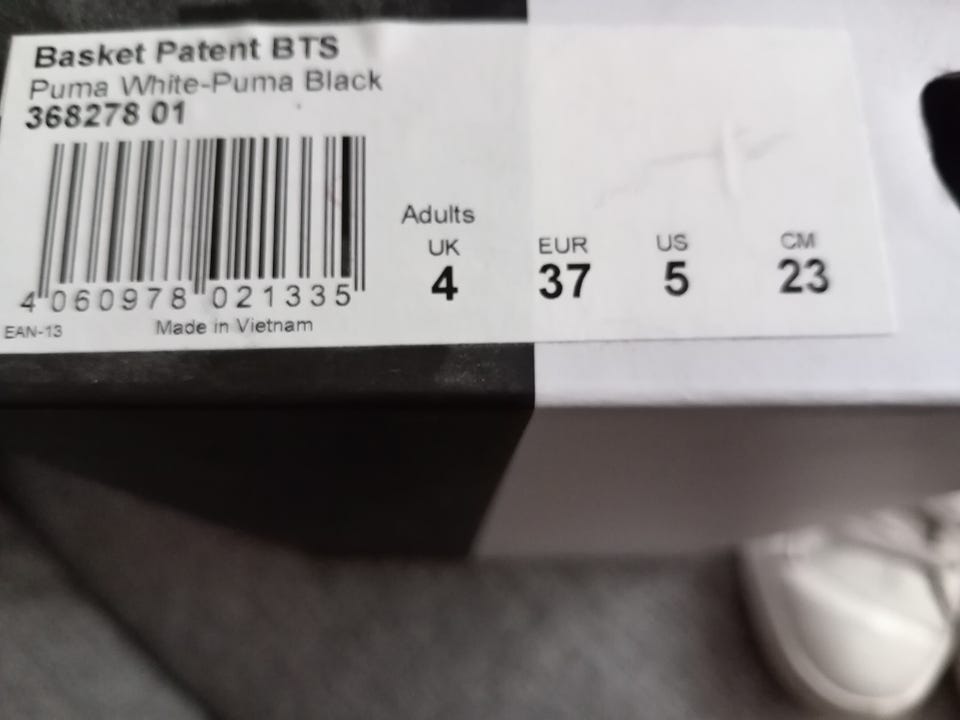 Basket Patent BTS
Puma White-Puma Black
368278 01
Adults
UK EUR US CM
4 37 5 23
4 060978 021335
EAN-13 Made in Vietnam